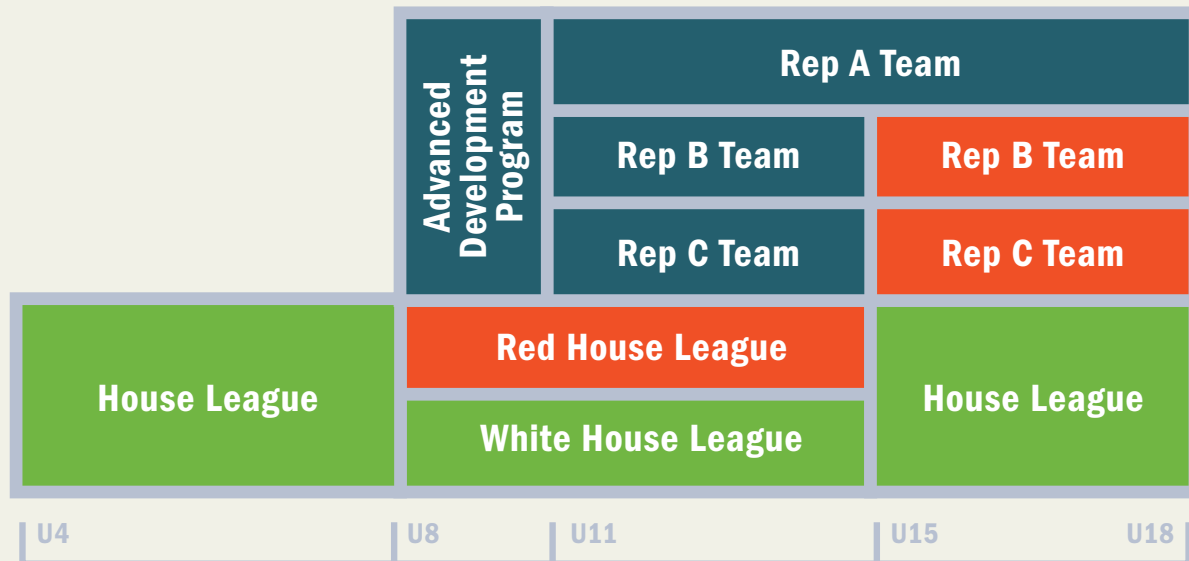 Advanced
Development
Program
Rep A Team
Rep B Team
Rep B Team
Rep C Team
Rep C Team
House League
Red House League
White House League
House League
U4
U8
U11
U15
U18